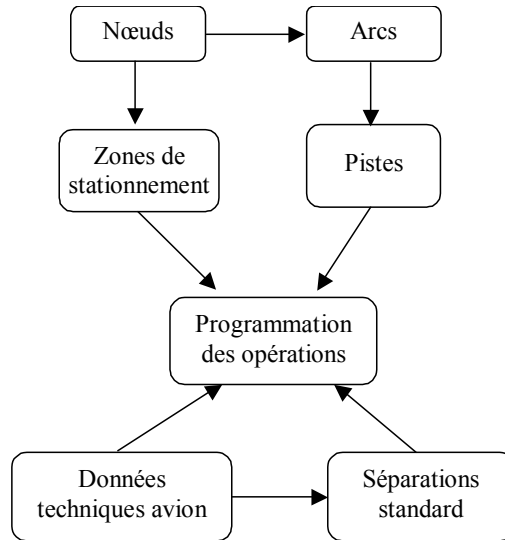 Nœuds
Arcs
Zones de
stationnement
Pistes
Programmation
des opérations
Données
techniques avion
Séparations
standard